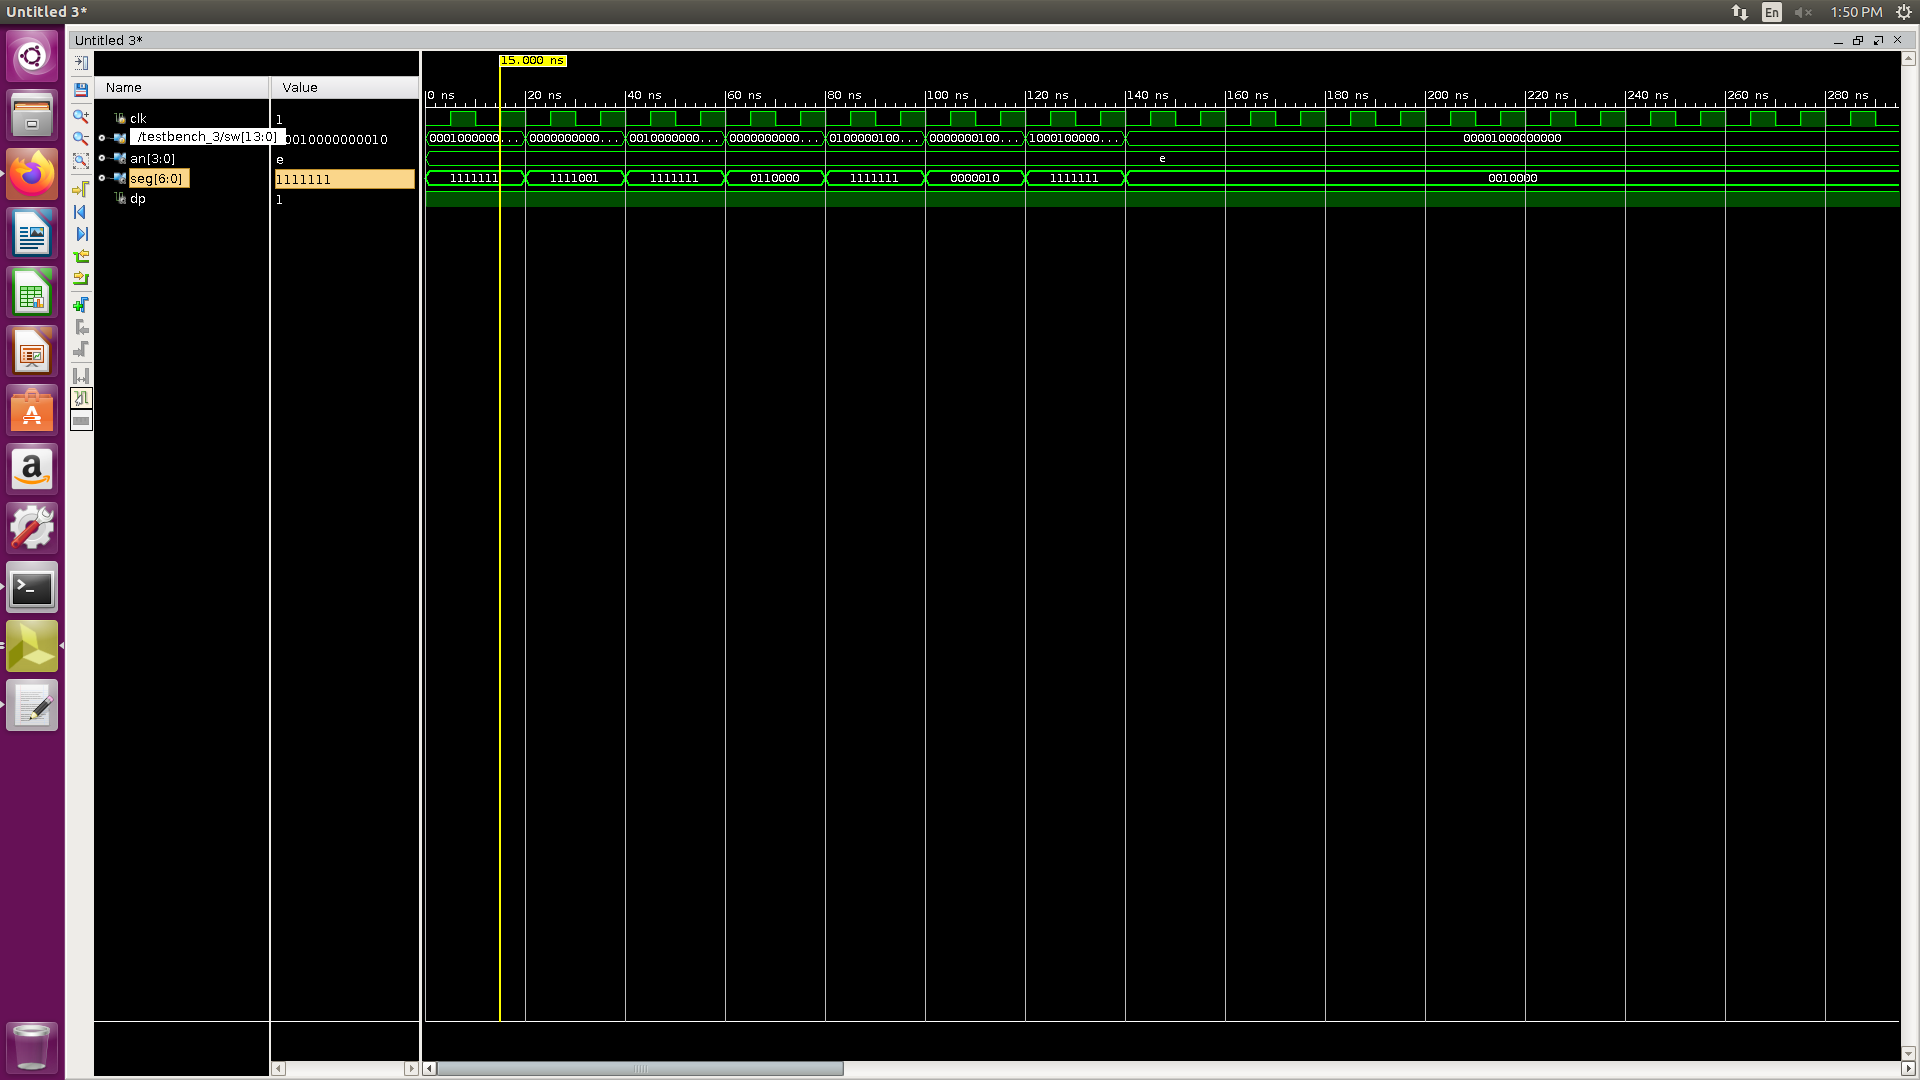 Untitled 3*
En
1:50 PM
Untitled 3*
15.000 ns
Name
Value
0 ns
20 ns
40 ns
60 ns
80 ns
100 ns
120 ns
140 ns
160 ns
180 ns
200 ns
220 ns
240 ns
260 ns
280 ns
clk
1
/testbench_3/sw[13:0]
0010000000010
0001000000...
0000000000...
0010000000...
0000000000...
0100000100...
0000000100...
1000100000...
00001000000000
an[3:0]
e
e
seg[6:0]
1111111
1111111
1111001
1111111
0110000
1111111
0000010
1111111
0010000
dp
1